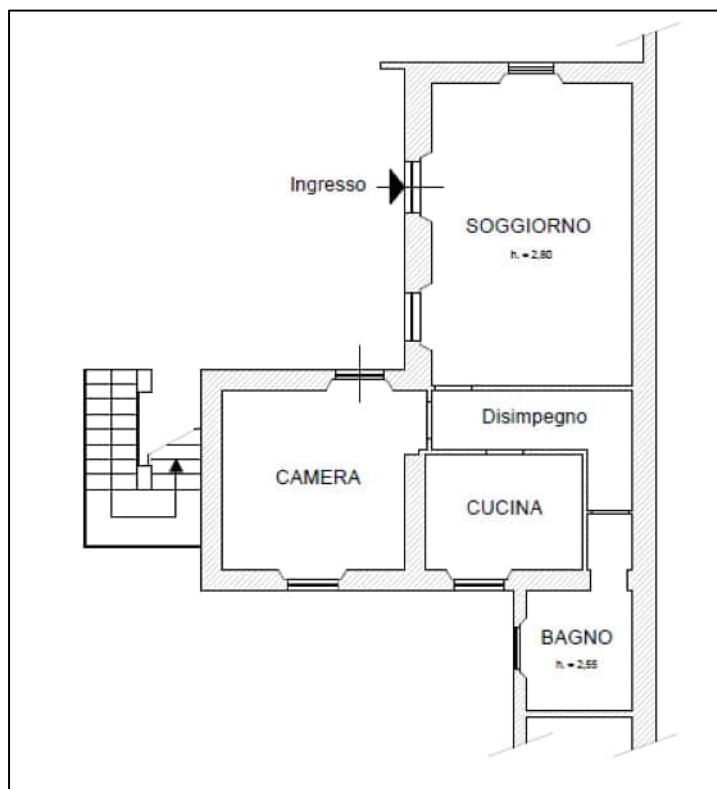 Ingresso
SOGGIORNO
h. = 2,80
Disimpegno
CAMERA
CUCINA
BAGNO
h. = 2,55